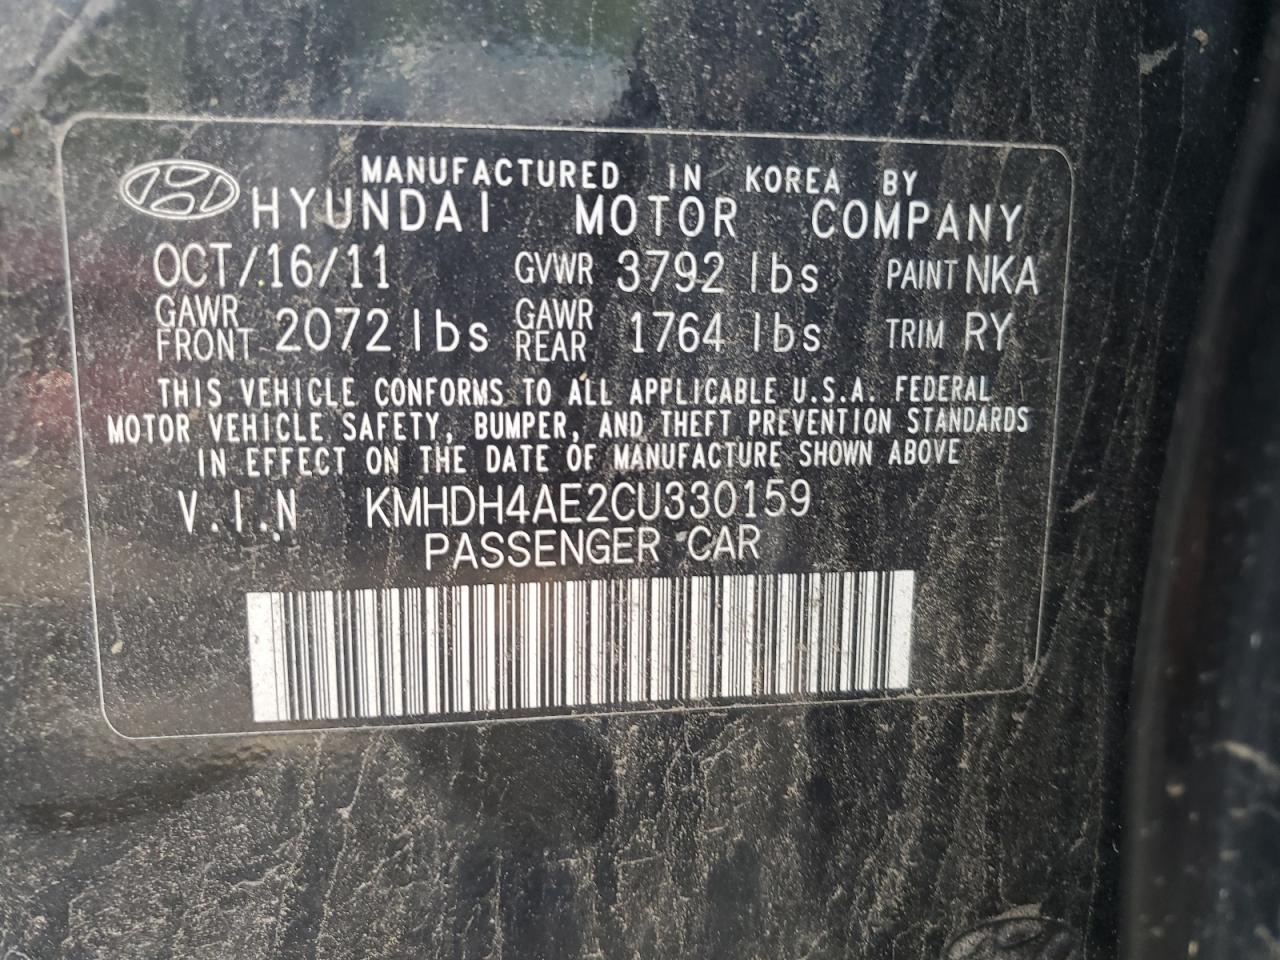 MANUFACTURED IN KOREA BY
HYUNDAI MOTOR COMPANY
OCT/16/11 GVWR 3792 lbs PAINT NKA
GAWR FRONT 2072 lbs GAWR REAR 1764 lbs TRIM RY
THIS VEHICLE CONFORMS TO ALL APPLICABLE U.S.A. FEDERAL
MOTOR VEHICLE SAFETY, BUMPER, AND THEFT PREVENTION STANDARDS
IN EFFECT ON THE DATE OF MANUFACTURE SHOWN ABOVE
V.I.N KMHDH4AE2CU330159
PASSENGER CAR